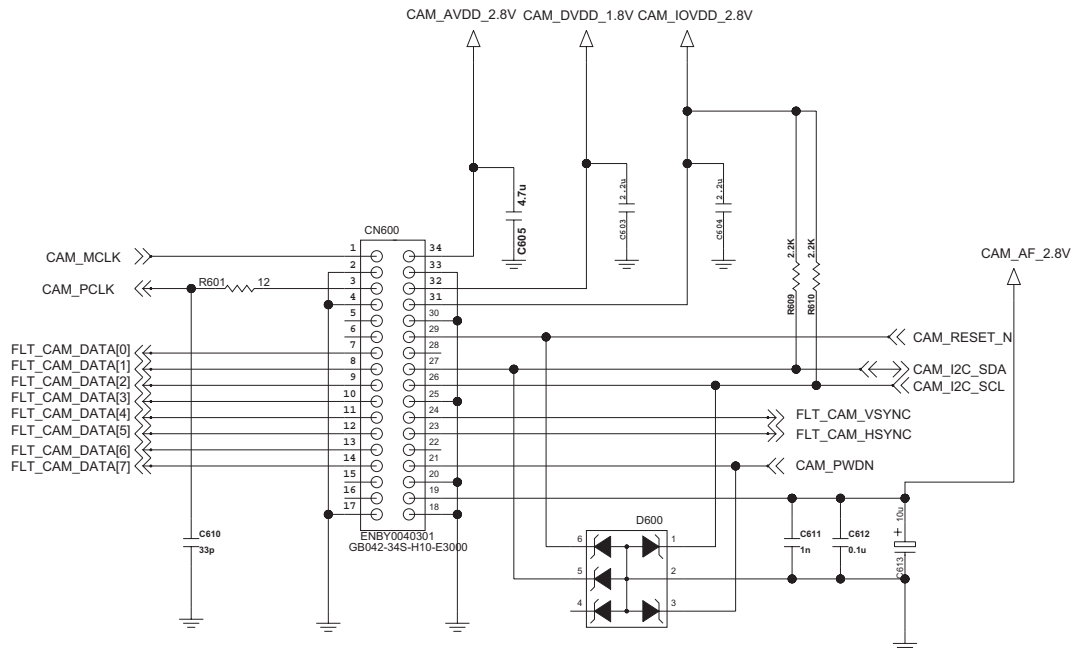 CAM_AVDD_2.8V CAM_DVDD_1.8V CAM_IOVDD_2.8V
4.7u
C605
2.2u
C603
2.2u
C604
2.2K
2.2K
R609
R610
CAM_AF_2.8V
CN600
CAM_MCLK 1 34
2 33
CAM_PCLK R601 12 3 32
4 31
5 30
6 29 CAM_RESET_N
FLT_CAM_DATA[0] 7 28
FLT_CAM_DATA[1] 8 27 CAM_I2C_SDA
FLT_CAM_DATA[2] 9 26 CAM_I2C_SCL
FLT_CAM_DATA[3] 10 25
FLT_CAM_DATA[4] 11 24 FLT_CAM_VSYNC
FLT_CAM_DATA[5] 12 23 FLT_CAM_HSYNC
FLT_CAM_DATA[6] 13 22
FLT_CAM_DATA[7] 14 21 CAM_PWDN
15 20
16 19
17 18
ENBY0040301
GB042-34S-H10-E3000
C610
33p
D600
6 1
5 2
4 3
C611
1n
C612
0.1u
+ 10u
C613